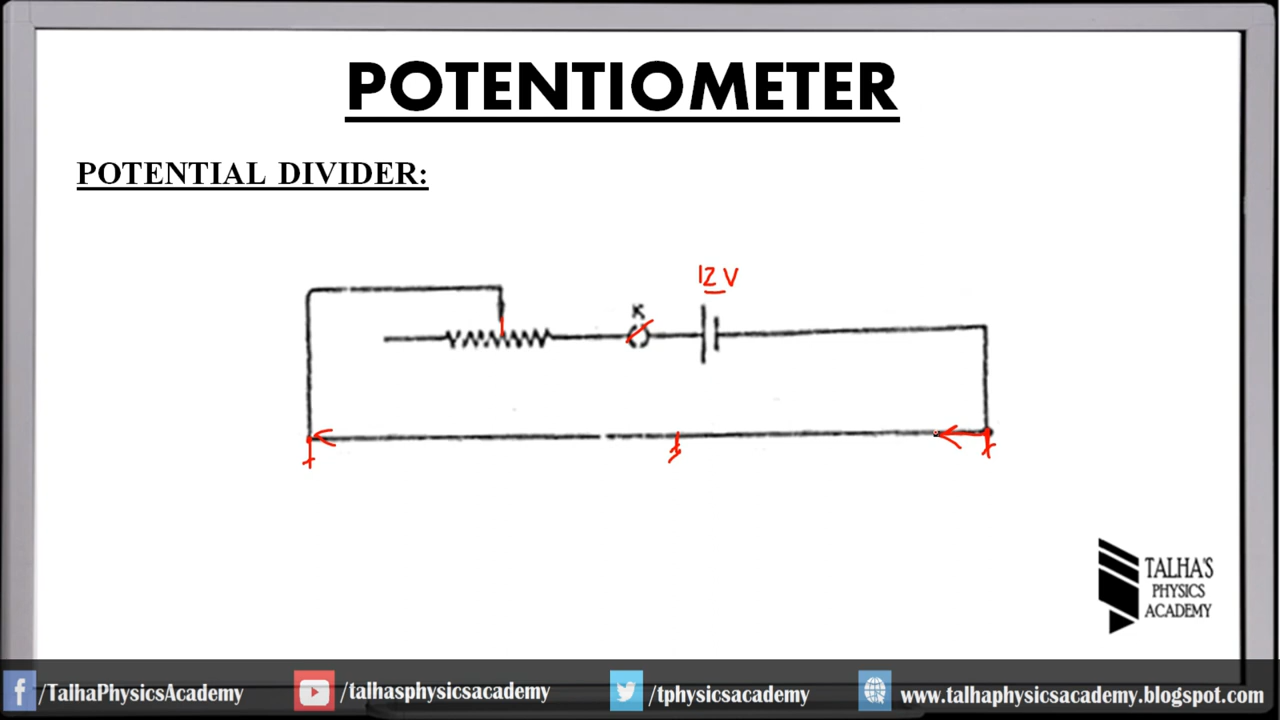 POTENTIOMETER
POTENTIAL DIVIDER:
12 V
K
TALHA'S
PHYSICS
ACADEMY
/TalhaPhysicsAcademy
/talhasphysicsacademy
/tphysicsacademy
www.talhaphysicsacademy.blogspot.com